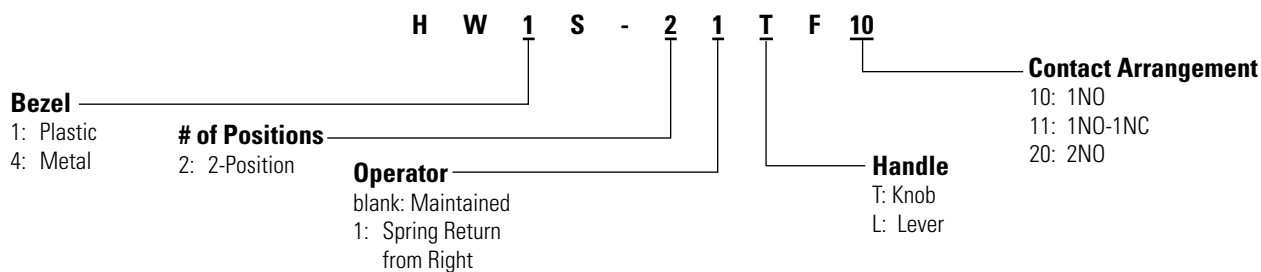 H W 1 S - 2 1 T F 10
Bezel
1: Plastic
4: Metal
# of Positions
2: 2-Position
Operator
blank: Maintained
1: Spring Return
from Right
Handle
T: Knob
L: Lever
Contact Arrangement
10: 1NO
11: 1NO-1NC
20: 2NO